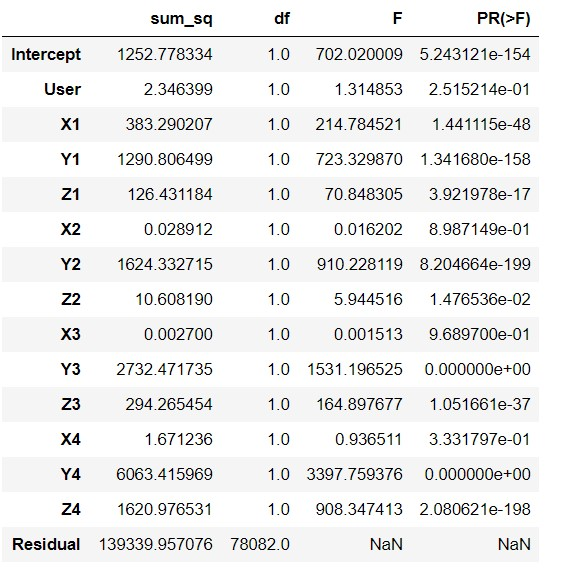 sum_sq df F PR(>F)
Intercept 1252.778334 1.0 702.020009 5.243121e-154
User 2.346399 1.0 1.314853 2.515214e-01
X1 383.290207 1.0 214.784521 1.441115e-48
Y1 1290.806499 1.0 723.329870 1.341680e-158
Z1 126.431184 1.0 70.848305 3.921978e-17
X2 0.028912 1.0 0.016202 8.987149e-01
Y2 1624.332715 1.0 910.228119 8.204664e-199
Z2 10.608190 1.0 5.944516 1.476536e-02
X3 0.002700 1.0 0.001513 9.689700e-01
Y3 2732.471735 1.0 1531.196525 0.000000e+00
Z3 294.265454 1.0 164.897677 1.051661e-37
X4 1.671236 1.0 0.936511 3.331797e-01
Y4 6063.415969 1.0 3397.759376 0.000000e+00
Z4 1620.976531 1.0 908.347413 2.080621e-198
Residual 139339.957076 78082.0 NaN NaN